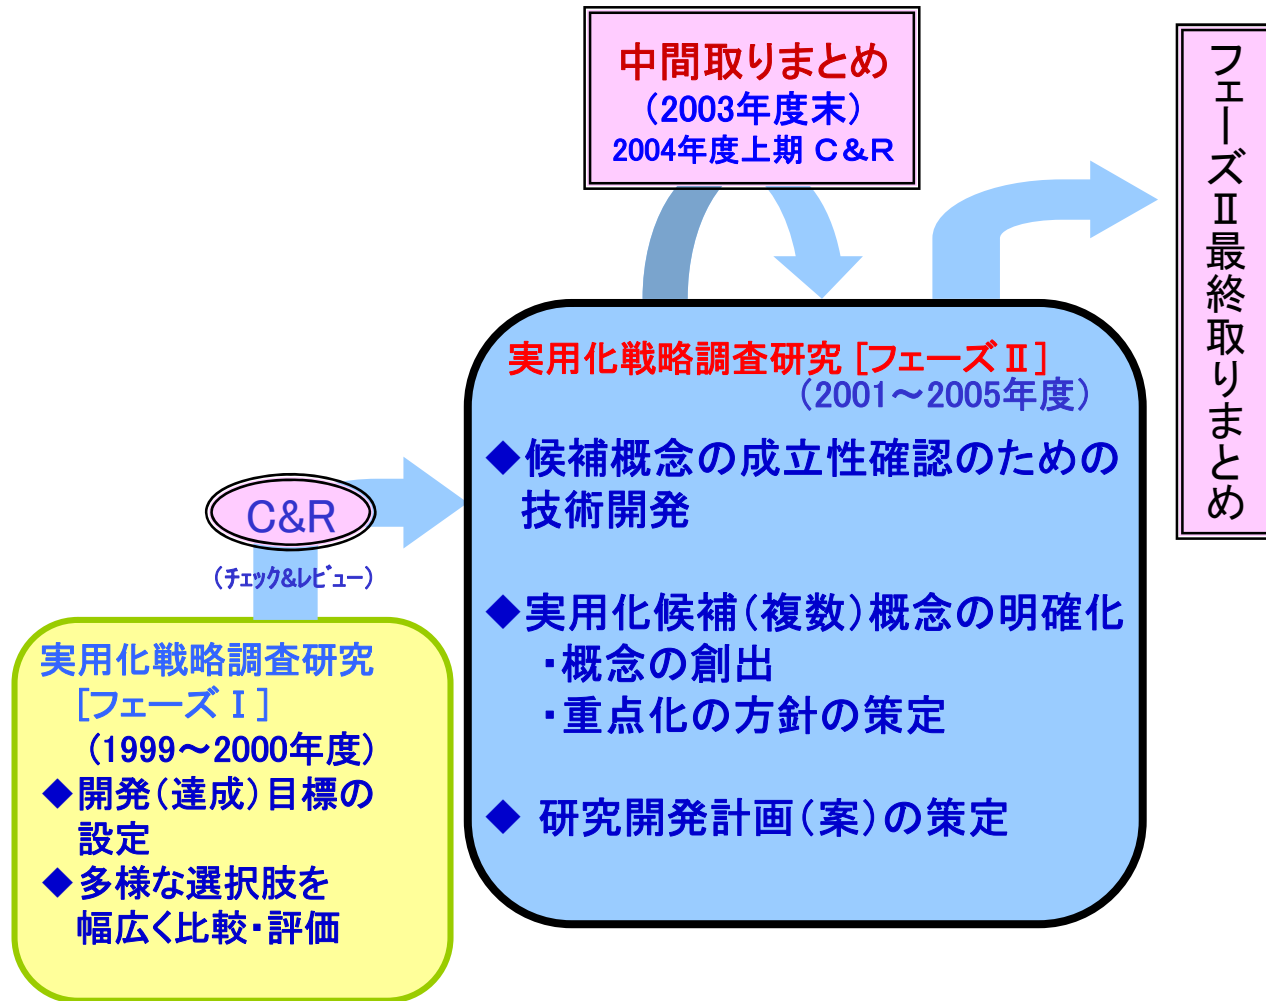 中間取りまとめ
（2003年度末）
2004年度上期 C&R
フェーズⅡ最終取りまとめ
実用化戦略調査研究 [フェーズⅡ]
（2001～2005年度）
◆候補概念の成立性確認のための
技術開発
◆実用化候補（複数）概念の明確化
・概念の創出
・重点化の方針の策定
◆ 研究開発計画（案）の策定
C&R
（ﾁｪｯｸ&ﾚﾋﾞｭｰ）
実用化戦略調査研究
[フェーズⅠ]
（1999～2000年度）
◆開発（達成）目標の
設定
◆多様な選択肢を
幅広く比較・評価